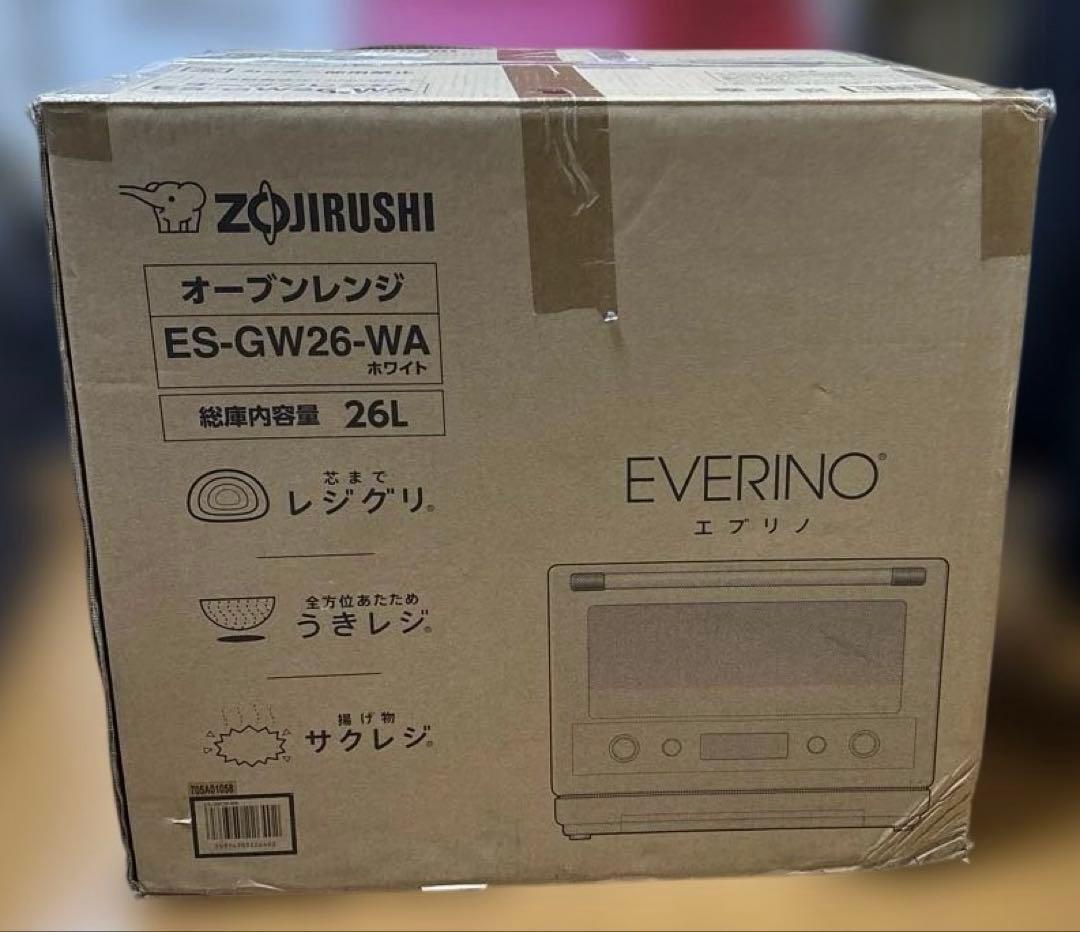 ZOJIRUSHI
オーブンレンジ
ES-GW26-WA
ホワイト
総庫内容量 26L
芯まで
レジグリ®
全方位あたため
うきレジ®
揚げ物
サクレジ®
705A01058
EVERINO®
エブリノ